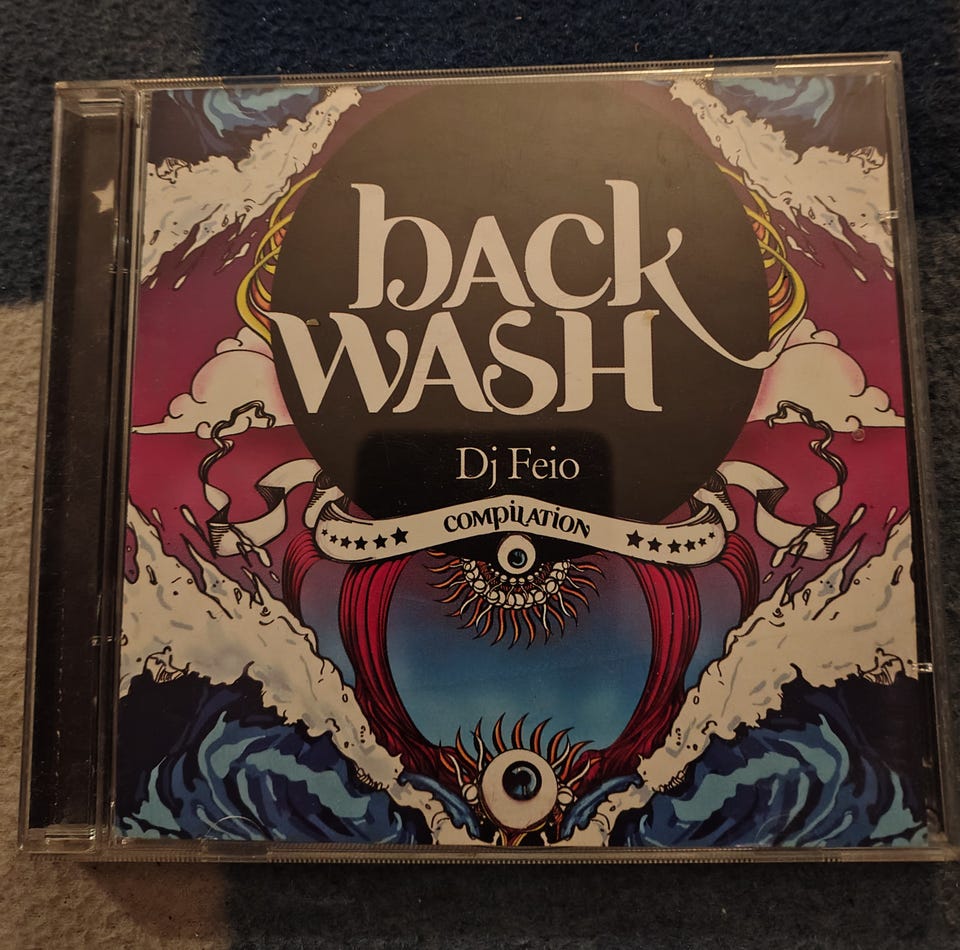 bAck
WASH
Dj Feio
COMPiLATiON